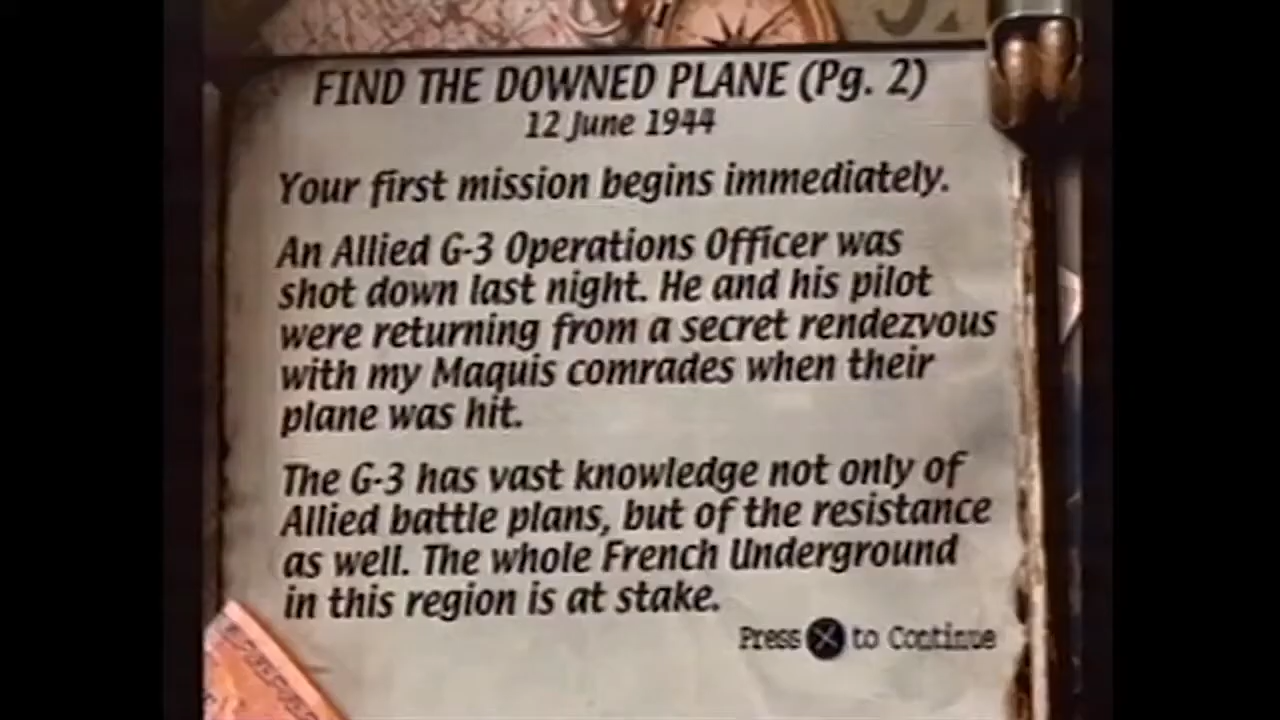 FIND THE DOWNED PLANE (Pg. 2)
12 June 1944
Your first mission begins immediately.
An Allied G-3 Operations Officer was
shot down last night. He and his pilot
were returning from a secret rendezvous
with my Maquis comrades when their
plane was hit.
The G-3 has vast knowledge not only of
Allied battle plans, but of the resistance
as well. The whole French Underground
in this region is at stake.
Press X to Continue